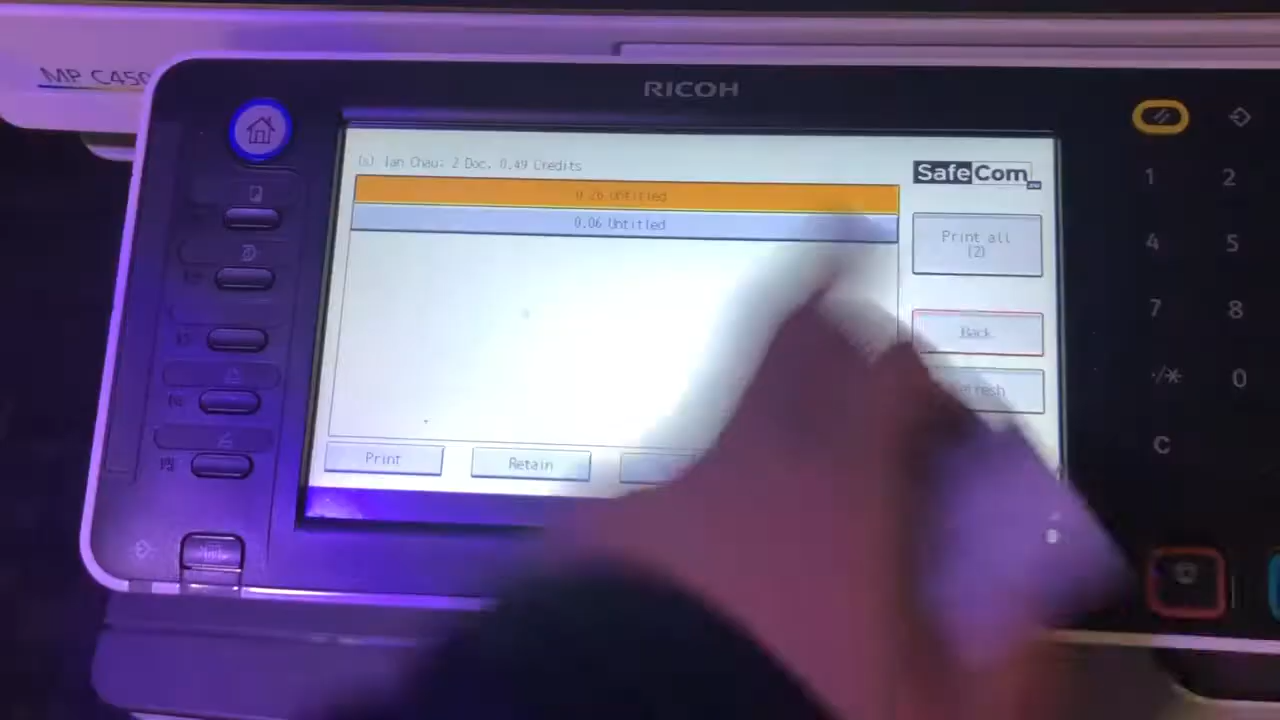 MP C450
RICOH
(s) Ian Chau: 2 Doc. 0.49 Credits
SafeCom
0.26 Untitled
0.06 Untitled
Print all
(2)
Back
resh
Print
Retain
1
2
4
5
7
8
·/✳
0
C